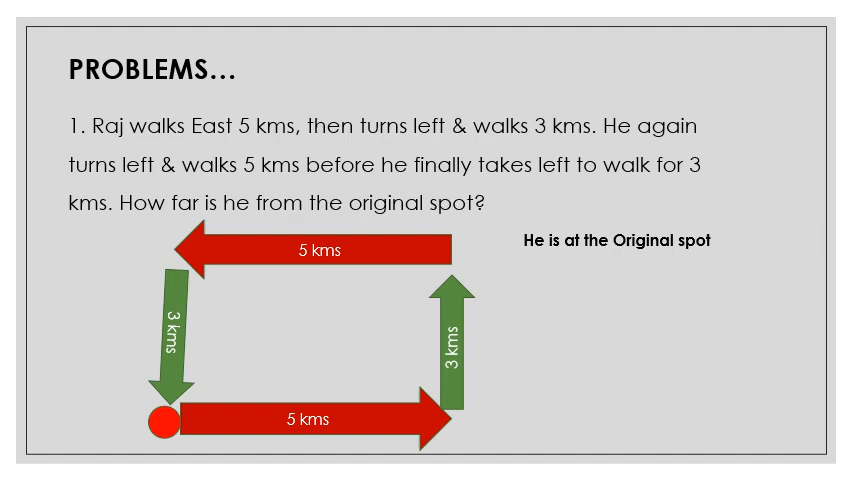 PROBLEMS...
1. Raj walks East 5 kms, then turns left & walks 3 kms. He again
turns left & walks 5 kms before he finally takes left to walk for 3
kms. How far is he from the original spot?
He is at the Original spot
5 kms
3 kms
3 kms
5 kms